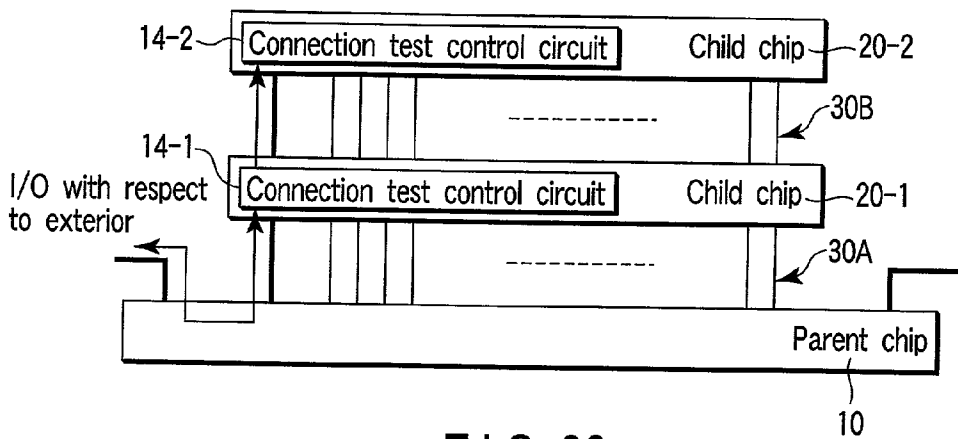 14-2
Connection test control circuit
Child chip
20-2
30B
14-1
I/O with respect
to exterior
Connection test control circuit
Child chip
20-1
30A
Parent chip
10